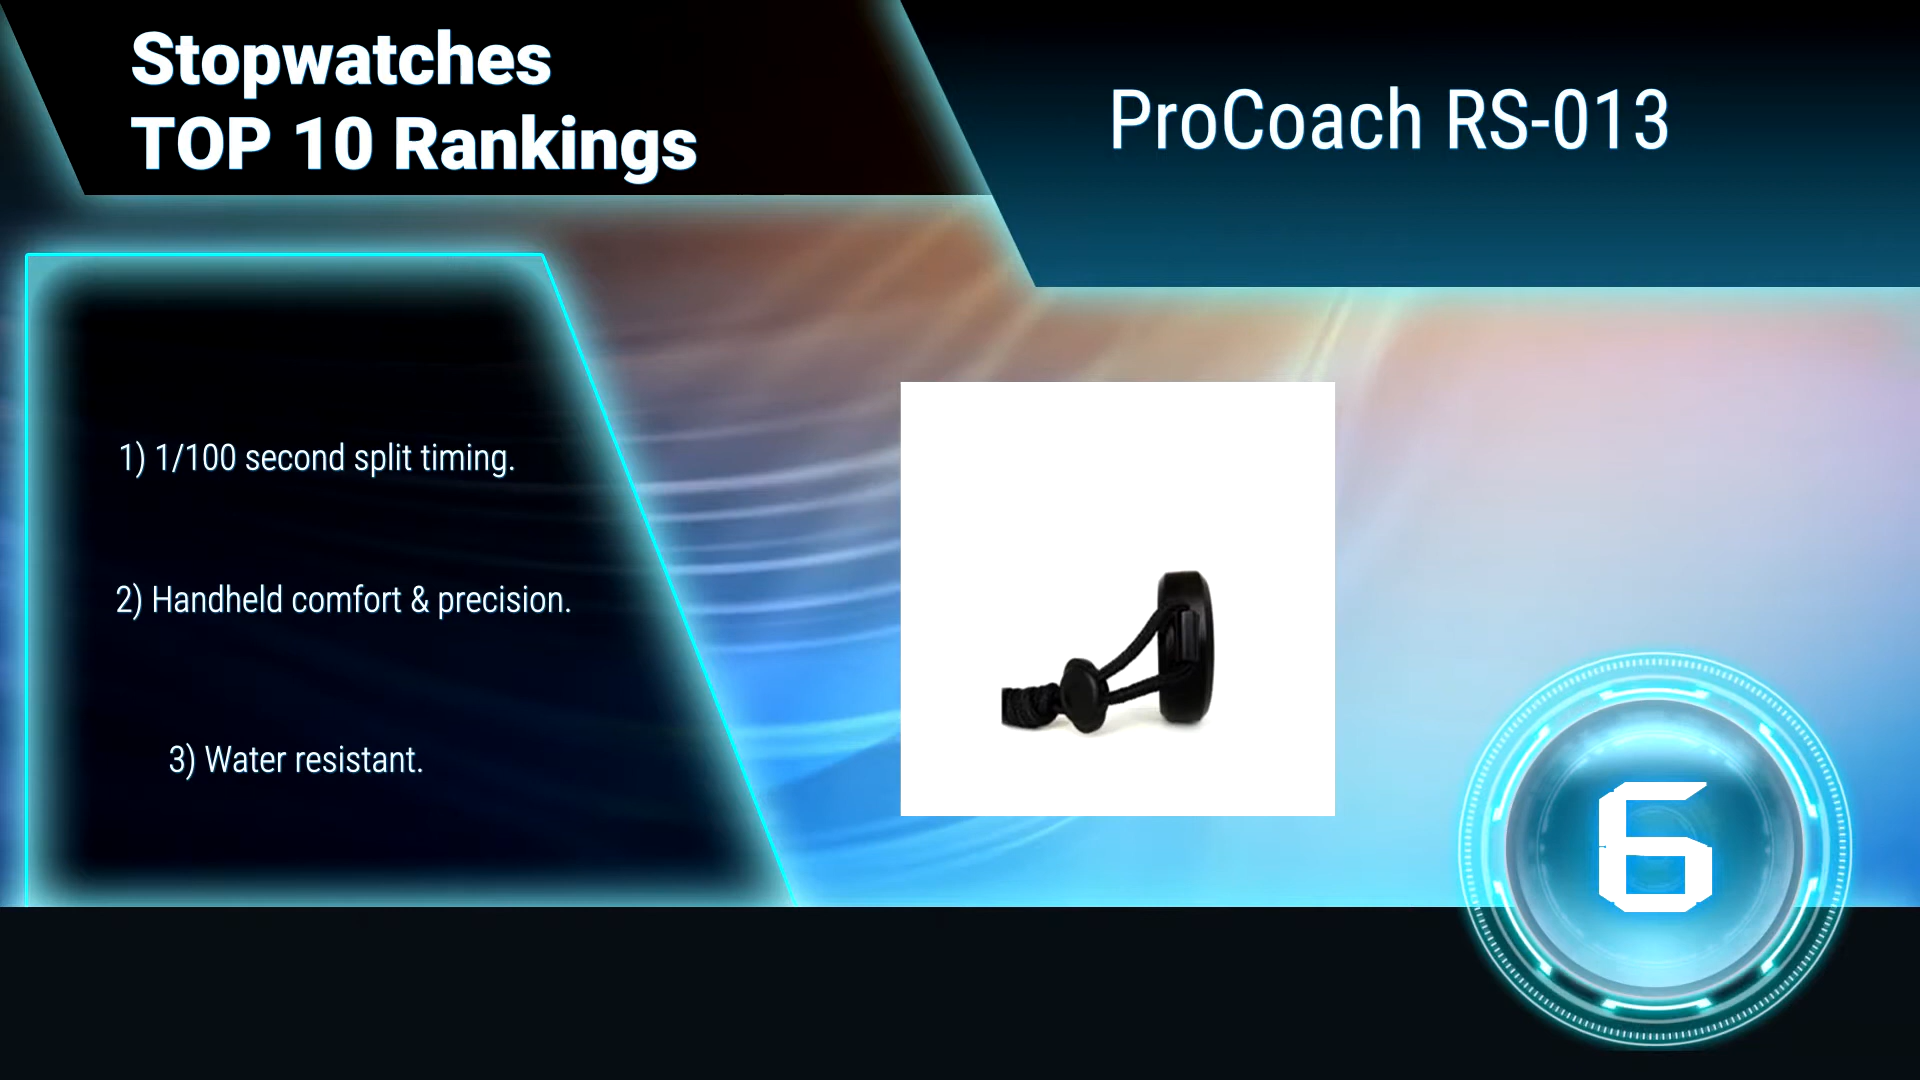 Stopwatches
TOP 10 Rankings
ProCoach RS-013
1) 1/100 second split timing.
2) Handheld comfort & precision.
3) Water resistant.
6